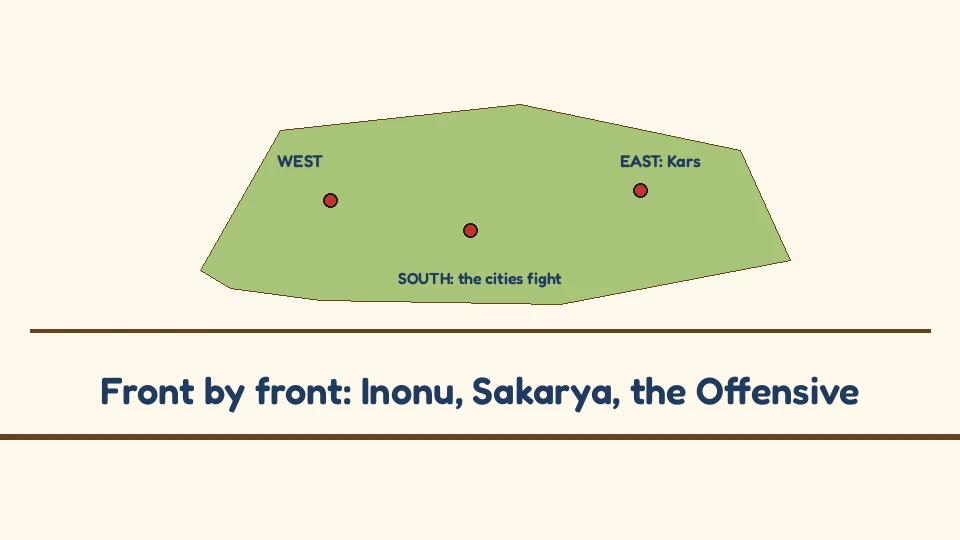 WEST
EAST: Kars
SOUTH: the cities fight
Front by front: Inonu, Sakarya, the Offensive